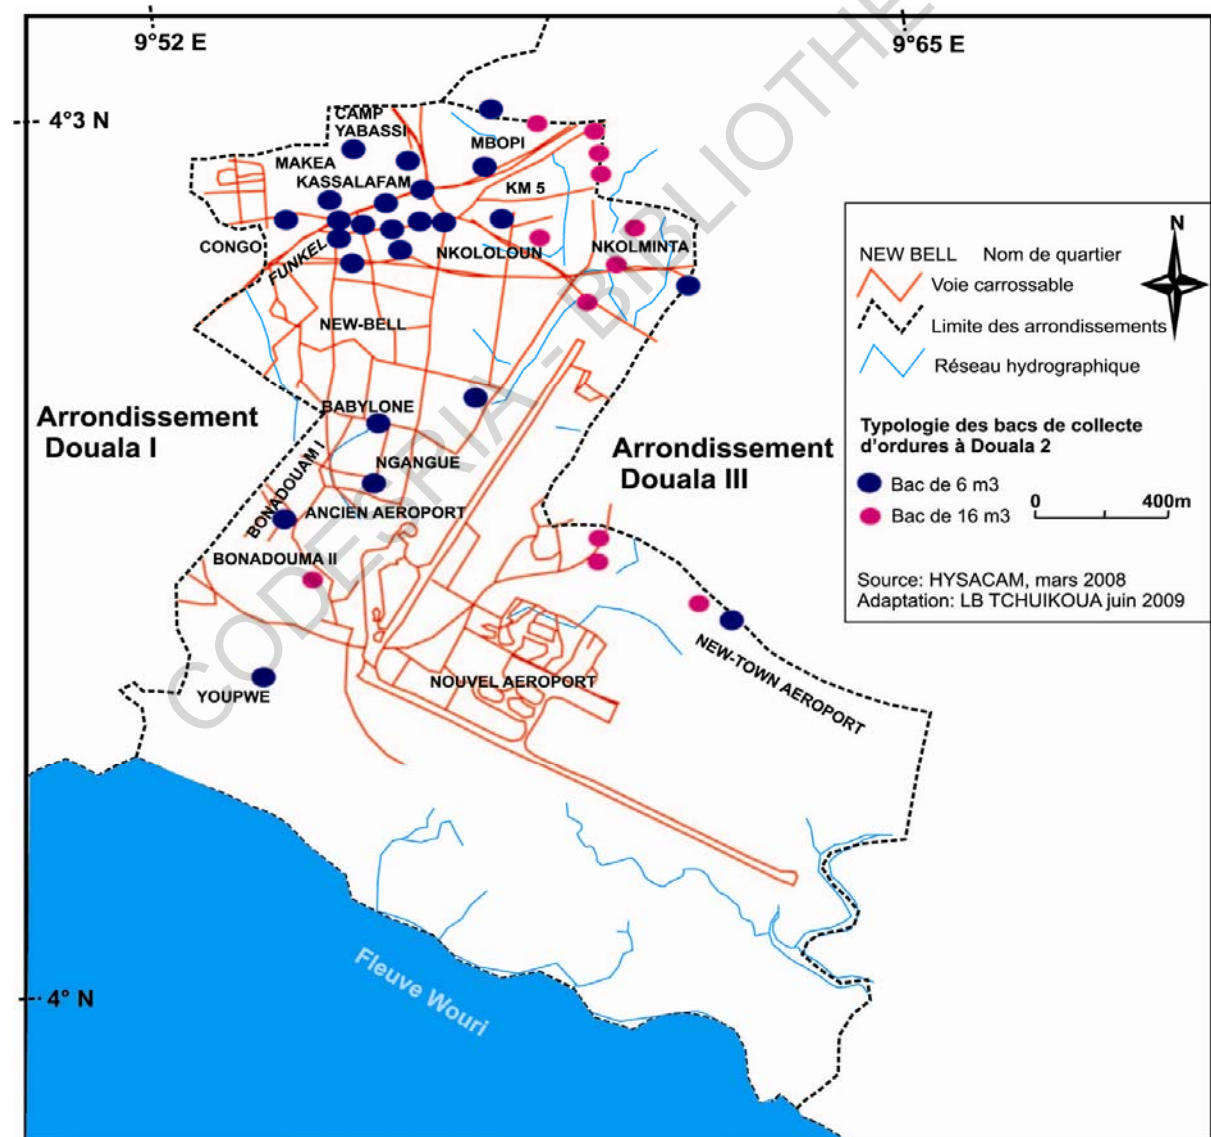 9°52 E
9°65 E
4°3 N
CAMP
YABASSI
MBOPI
MAKEA
KASSALAFAM
KM 5
CONGO
FUNKEL
NKOLOLOUN
NKOLMINTA
NEW-BELL
Arrondissement
Douala I
BABYLONE
NGANGUE
Arrondissement
Douala III
BONADOUAM I
ANCIEN AEROPORT
BONADOUMA II
YOUPWE
NOUVEL AEROPORT
NEW-TOWN AEROPORT
4° N
Fleuve Wouri
N
NEW BELL Nom de quartier
Voie carrossable
Limite des arrondissements
Réseau hydrographique
Typologie des bacs de collecte
d'ordures à Douala 2
Bac de 6 m3
Bac de 16 m3
0 400m
Source: HYSACAM, mars 2008
Adaptation: LB TCHUIKOUA juin 2009
CODESRIA - BIBLIOTHE